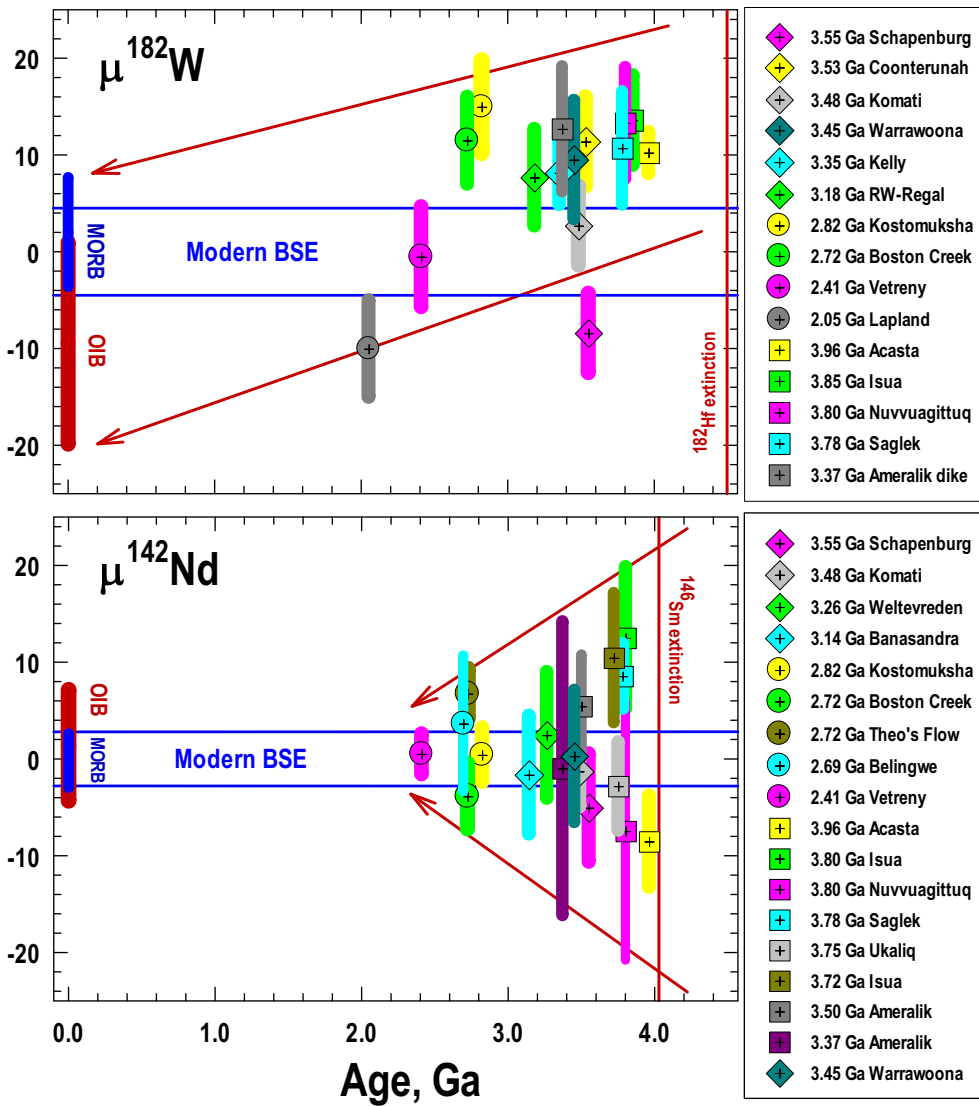 μ182W
20
10
0
-10
-20
MORB
OIB
Modern BSE
182Hf extinction
3.55 Ga Schapenburg
3.53 Ga Coonterunah
3.48 Ga Komati
3.45 Ga Warrawoona
3.35 Ga Kelly
3.18 Ga RW-Regal
2.82 Ga Kostomuksha
2.72 Ga Boston Creek
2.41 Ga Vetreny
2.05 Ga Lapland
3.96 Ga Acasta
3.85 Ga Isua
3.80 Ga Nuvvuagittuq
3.78 Ga Saglek
3.37 Ga Ameralik dike
μ142Nd
20
10
0
-10
-20
OIB
MORB
Modern BSE
146Sm extinction
0.0 1.0 2.0 3.0 4.0
Age, Ga
3.55 Ga Schapenburg
3.48 Ga Komati
3.26 Ga Weltevreden
3.14 Ga Banasandra
2.82 Ga Kostomuksha
2.72 Ga Boston Creek
2.72 Ga Theo's Flow
2.69 Ga Belingwe
2.41 Ga Vetreny
3.96 Ga Acasta
3.80 Ga Isua
3.80 Ga Nuvvuagittuq
3.78 Ga Saglek
3.75 Ga Ukaliq
3.72 Ga Isua
3.50 Ga Ameralik
3.37 Ga Ameralik
3.45 Ga Warrawoona